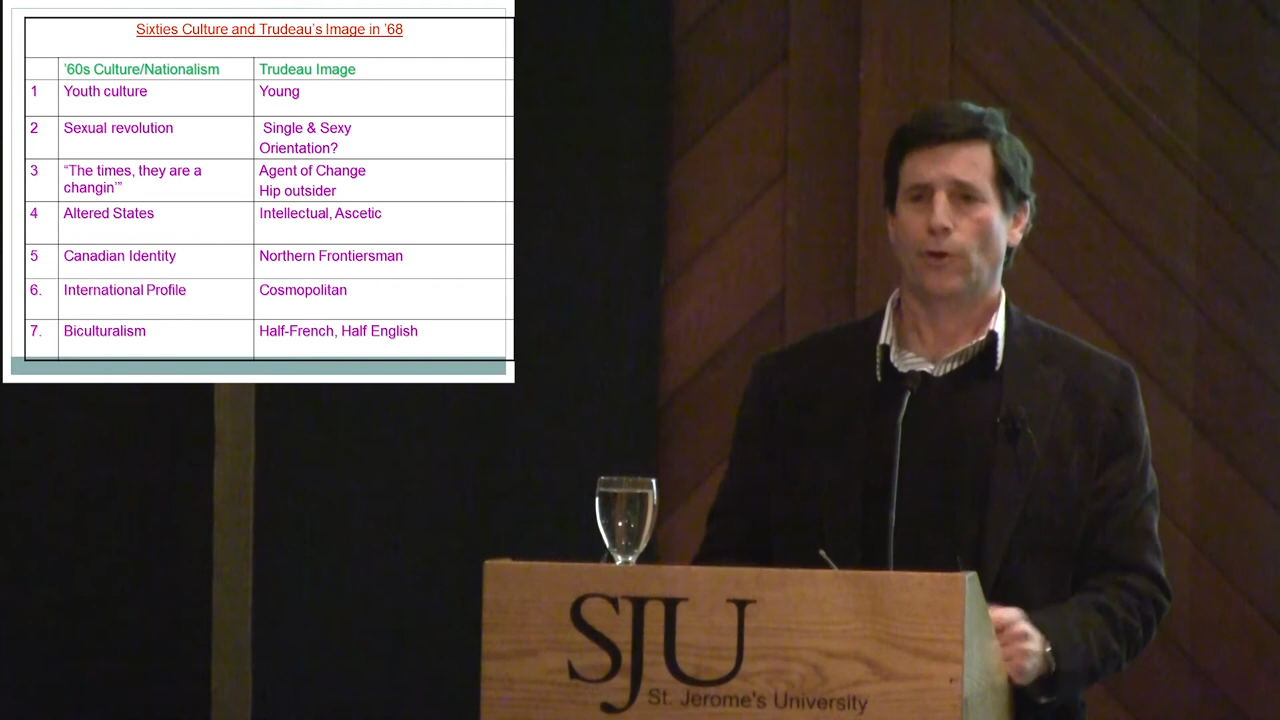 Sixties Culture and Trudeau's Image in '68
'60s Culture/Nationalism Trudeau Image
1 Youth culture Young
2 Sexual revolution Single & Sexy
Orientation?
3 “The times, they are a Agent of Change
changin'” Hip outsider
4 Altered States Intellectual, Ascetic
5 Canadian Identity Northern Frontiersman
6. International Profile Cosmopolitan
7. Biculturalism Half-French, Half English
SJU
St. Jerome's University